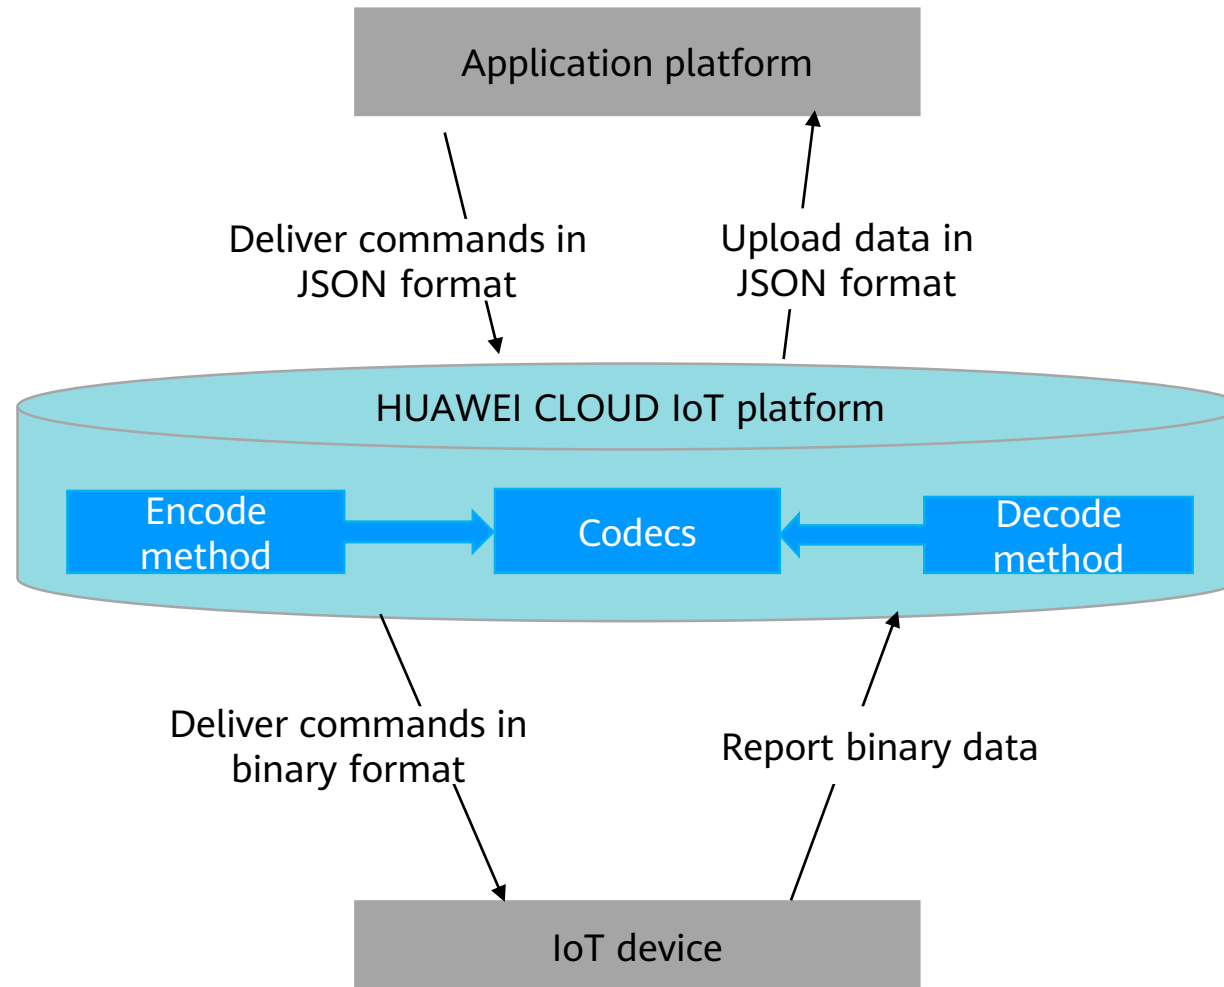 Application platform
Deliver commands in
JSON format
Upload data in
JSON format
HUAWEI CLOUD IoT platform
Encode
method
Codecs
Decode
method
Deliver commands in
binary format
Report binary data
IoT device